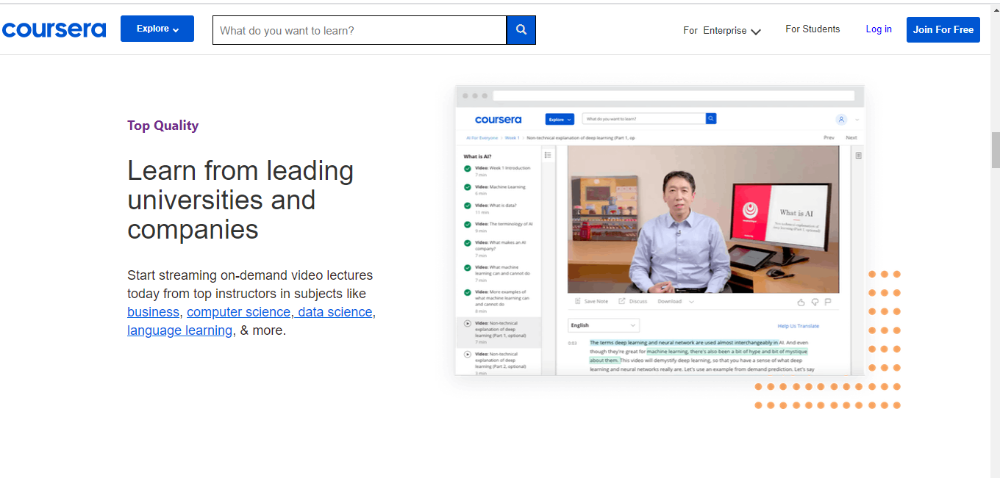 coursera
Explore
What do you want to learn?
For Enterprise
For Students
Log in
Join For Free
Top Quality
Learn from leading
universities and
companies
Start streaming on-demand video lectures
today from top instructors in subjects like
business, computer science, data science,
language learning, & more.
coursera
Explore
What do you want to learn?
AI For Everyone > Week 1 > Non-technical explanation of deep learning (Part 1, op
Prev
Next
What is AI?
Video: Week 1 Introduction
7 min
Video: Machine Learning
6 min
Video: What is data?
11 min
Video: The terminology of AI
9 min
Video: What makes an AI
company?
7 min
Video: What machine
learning can and cannot do
7 min
Video: More examples of
what machine learning can
and cannot do
8 min
Video: Non-technical
explanation of deep
learning (Part 1, optional)
7 min
Video: Non-technical
explanation of deep
learning (Part 2, optional)
3 min
What is AI
Non-technical explanation of
deep learning (Part 1, optional)
Save Note
Discuss
Download
English
Help Us Translate
0:03
The terms deep learning and neural network are used almost interchangeably in AI. And even
though they're great for machine learning, there's also been a bit of hype and bit of mystique
about them. This video will demystify deep learning, so that you have a sense of what deep
learning and neural networks really are. Let's use an example from demand prediction. Let's say